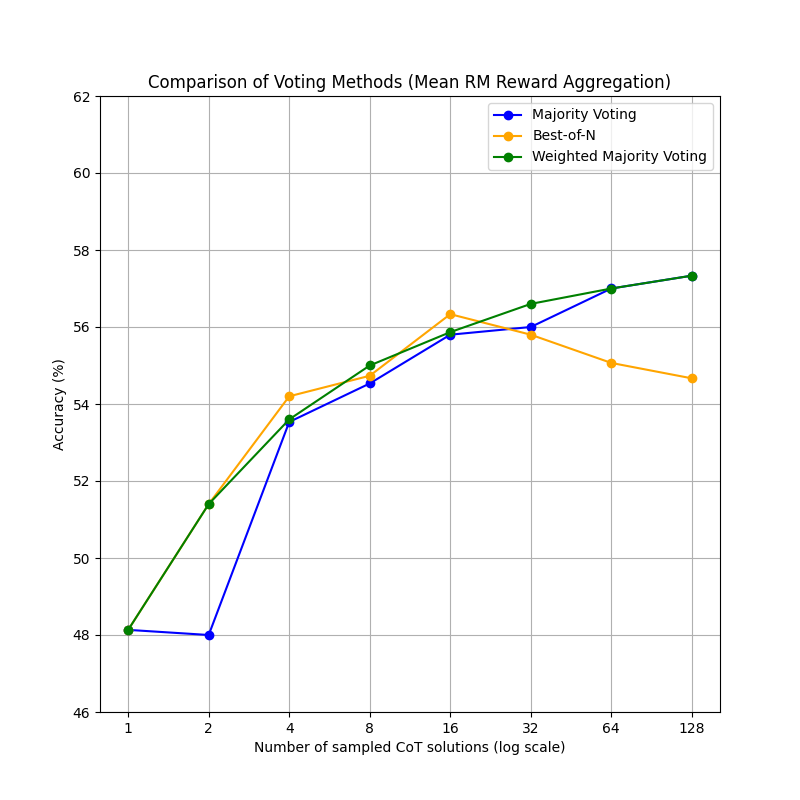 Comparison of Voting Methods (Mean RM Reward Aggregation)
62
60
58
56
54
52
50
48
46
Accuracy (%)
Majority Voting
Best-of-N
Weighted Majority Voting
1 2 4 8 16 32 64 128
Number of sampled CoT solutions (log scale)